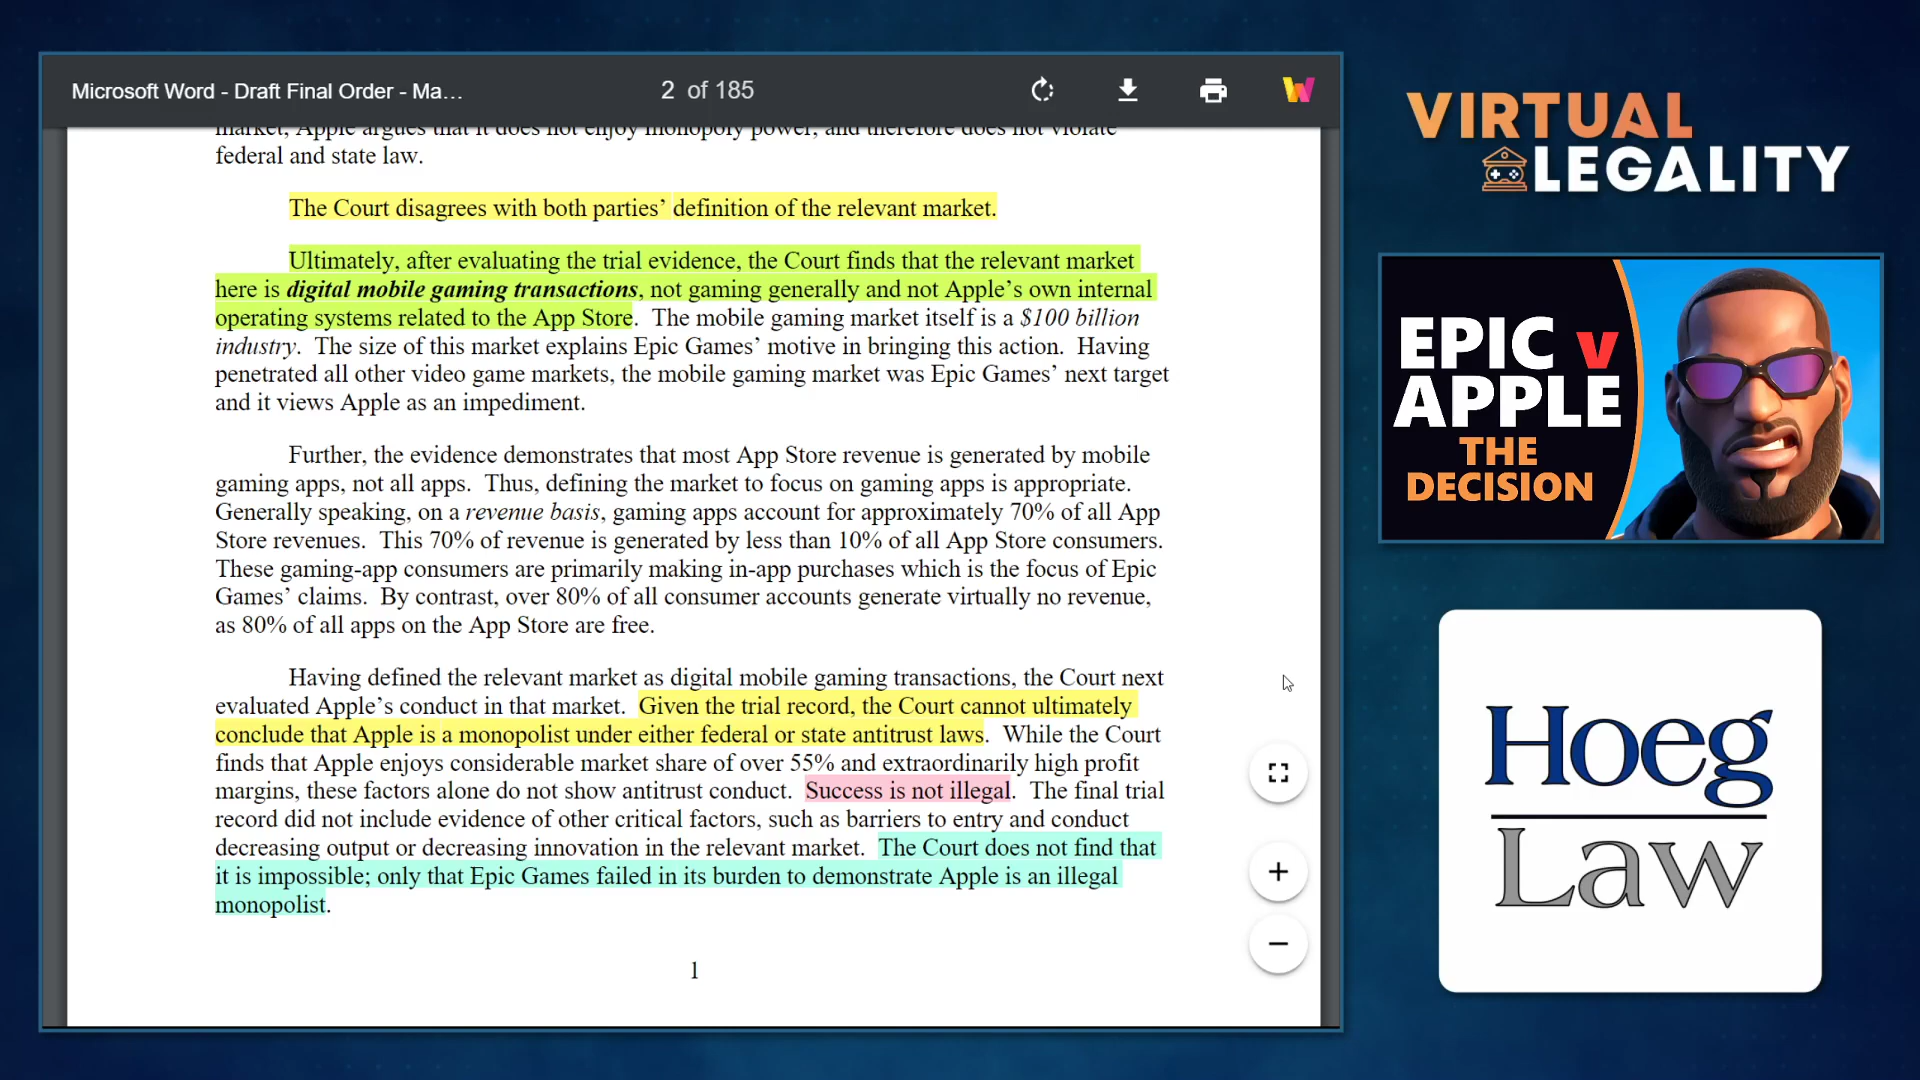 Microsoft Word - Draft Final Order - Ma...
2 of 185
market, Apple argues that it does not enjoy monopoly power, and therefore does not violate
federal and state law.
The Court disagrees with both parties’ definition of the relevant market.
Ultimately, after evaluating the trial evidence, the Court finds that the relevant market
here is digital mobile gaming transactions, not gaming generally and not Apple’s own internal
operating systems related to the App Store. The mobile gaming market itself is a $100 billion
industry. The size of this market explains Epic Games’ motive in bringing this action. Having
penetrated all other video game markets, the mobile gaming market was Epic Games’ next target
and it views Apple as an impediment.
Further, the evidence demonstrates that most App Store revenue is generated by mobile
gaming apps, not all apps. Thus, defining the market to focus on gaming apps is appropriate.
Generally speaking, on a revenue basis, gaming apps account for approximately 70% of all App
Store revenues. This 70% of revenue is generated by less than 10% of all App Store consumers.
These gaming-app consumers are primarily making in-app purchases which is the focus of Epic
Games’ claims. By contrast, over 80% of all consumer accounts generate virtually no revenue,
as 80% of all apps on the App Store are free.
Having defined the relevant market as digital mobile gaming transactions, the Court next
evaluated Apple’s conduct in that market. Given the trial record, the Court cannot ultimately
conclude that Apple is a monopolist under either federal or state antitrust laws. While the Court
finds that Apple enjoys considerable market share of over 55% and extraordinarily high profit
margins, these factors alone do not show antitrust conduct. Success is not illegal. The final trial
record did not include evidence of other critical factors, such as barriers to entry and conduct
decreasing output or decreasing innovation in the relevant market. The Court does not find that
it is impossible; only that Epic Games failed in its burden to demonstrate Apple is an illegal
monopolist.
1
VIRTUAL
LEGALITY
EPIC v
APPLE
THE
DECISION
Hoeg
Law